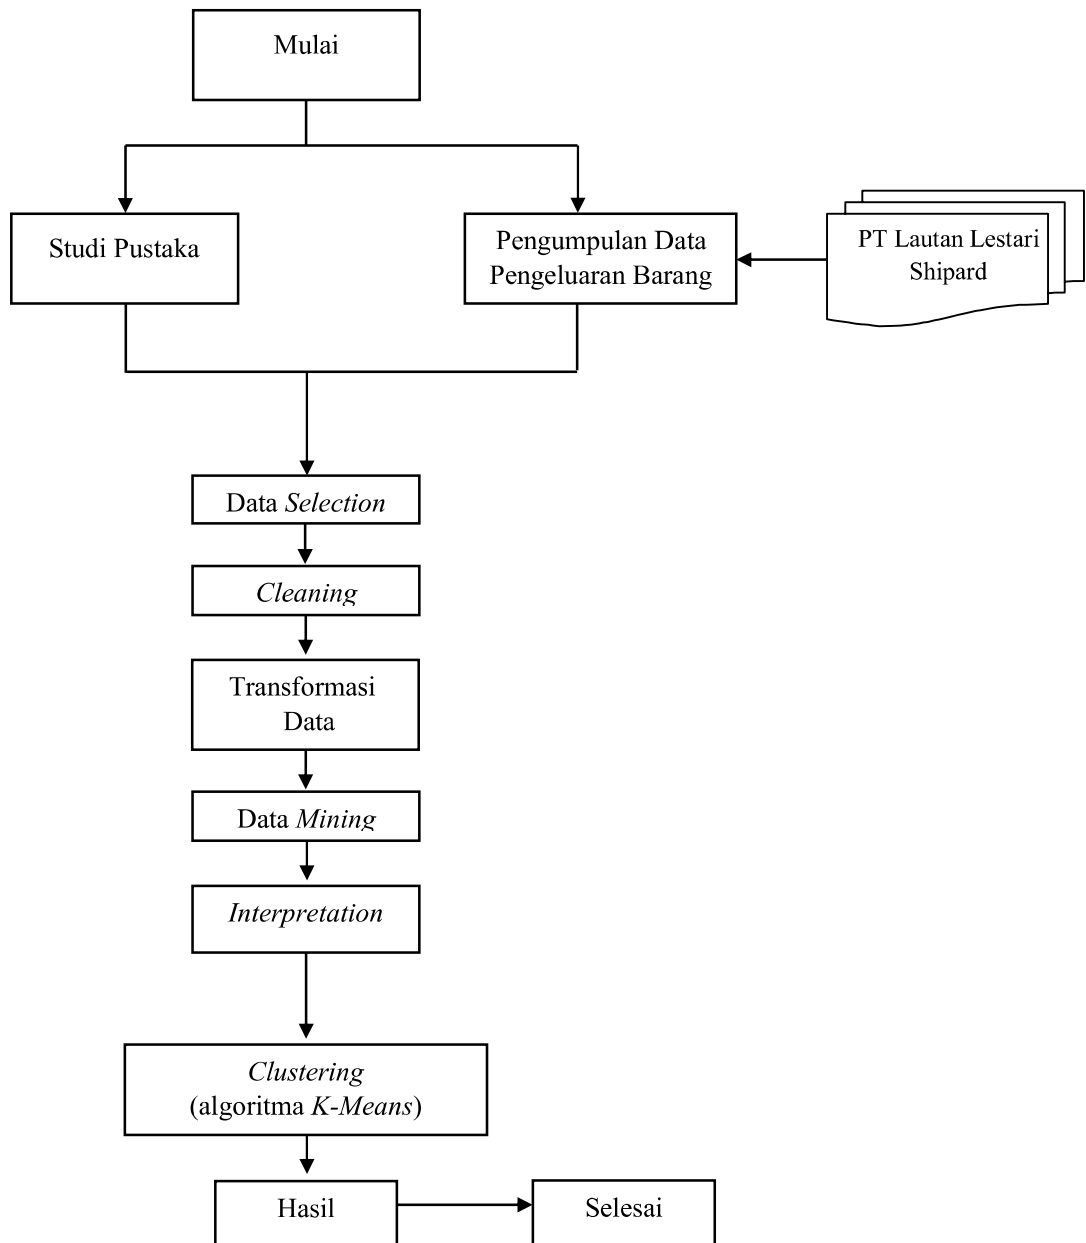 Mulai
Studi Pustaka
Pengumpulan Data
Pengeluaran Barang
PT Lautan Lestari
Shipard
Data Selection
Cleaning
Transformasi
Data
Data Mining
Interpretation
Clustering
(algoritma K-Means)
Hasil
Selesai